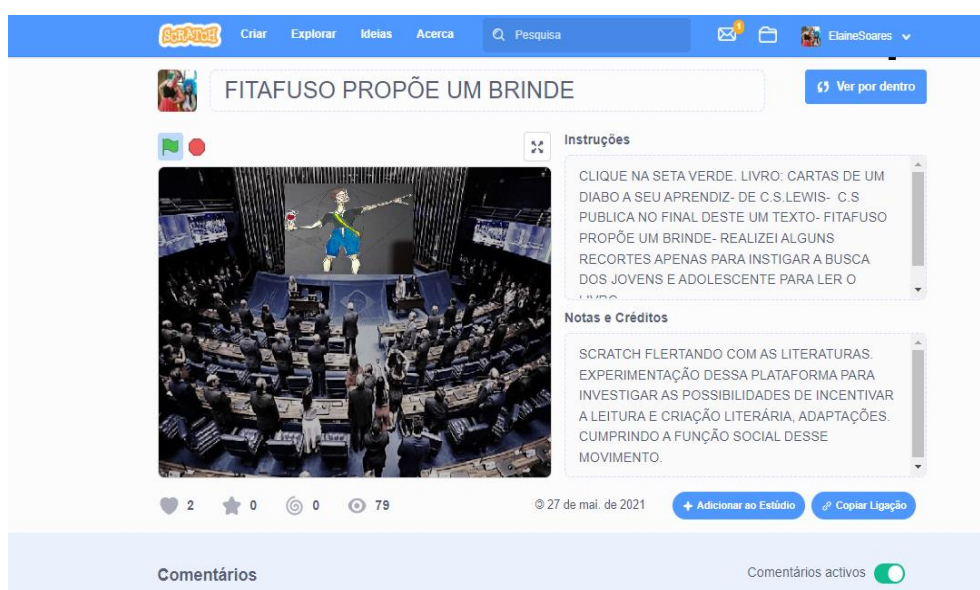 SCRATCH Criar Explorar Ideias Acerca Pesquisa 1 ElaineSoares
FITAFUSO PROPÕE UM BRINDE
Ver por dentro
Instruções
CLIQUE NA SETA VERDE. LIVRO: CARTAS DE UM
DIABO A SEU APRENDIZ- DE C.S.LEWIS- C.S
PUBLICA NO FINAL DESTE UM TEXTO- FITAFUSO
PROPÕE UM BRINDE- REALIZEI ALGUNS
RECORTES APENAS PARA INSTIGAR A BUSCA
DOS JOVENS E ADOLESCENTE PARA LER O
Notas e Créditos
SCRATCH FLERTANDO COM AS LITERATURAS.
EXPERIMENTAÇÃO DESSA PLATAFORMA PARA
INVESTIGAR AS POSSIBILIDADES DE INCENTIVAR
A LEITURA E CRIAÇÃO LITERÁRIA, ADAPTAÇÕES.
CUMPRINDO A FUNÇÃO SOCIAL DESSE
MOVIMENTO.
2 0 0 79
© 27 de mai. de 2021
Adicionar ao Estúdio
Copiar Ligação
Comentários
Comentários activos